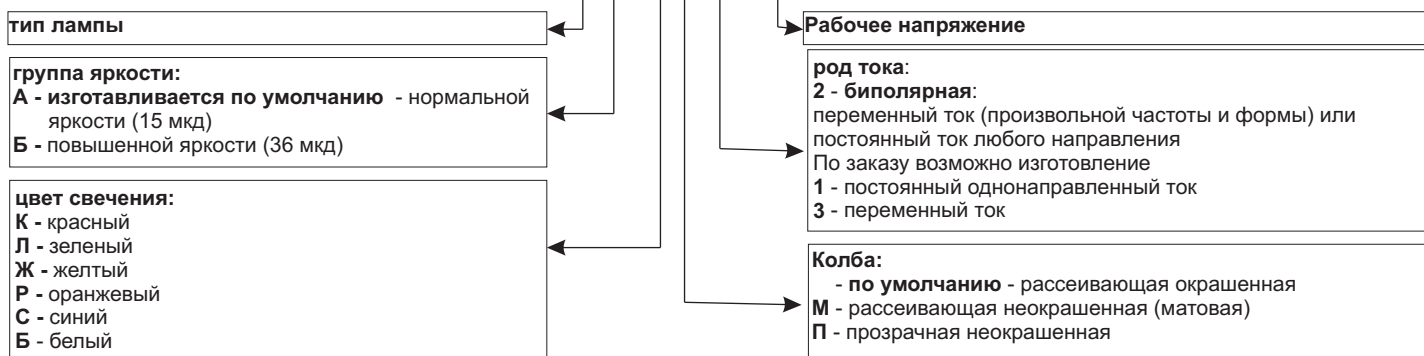 тип лампы
группа яркости:
А - изготавливается по умолчанию - нормальной
яркости (15 мкд)
Б - повышенной яркости (36 мкд)
цвет свечения:
К - красный
Л - зеленый
Ж - желтый
Р - оранжевый
С - синий
Б - белый
Рабочее напряжение
род тока:
2 - биполярная:
переменный ток (произвольной частоты и формы) или
постоянный ток любого направления
По заказу возможно изготовление
1 - постоянный однонаправленный ток
3 - переменный ток
Колба:
- по умолчанию - рассеивающая окрашенная
М - рассеивающая неокрашенная (матовая)
П - прозрачная неокрашенная